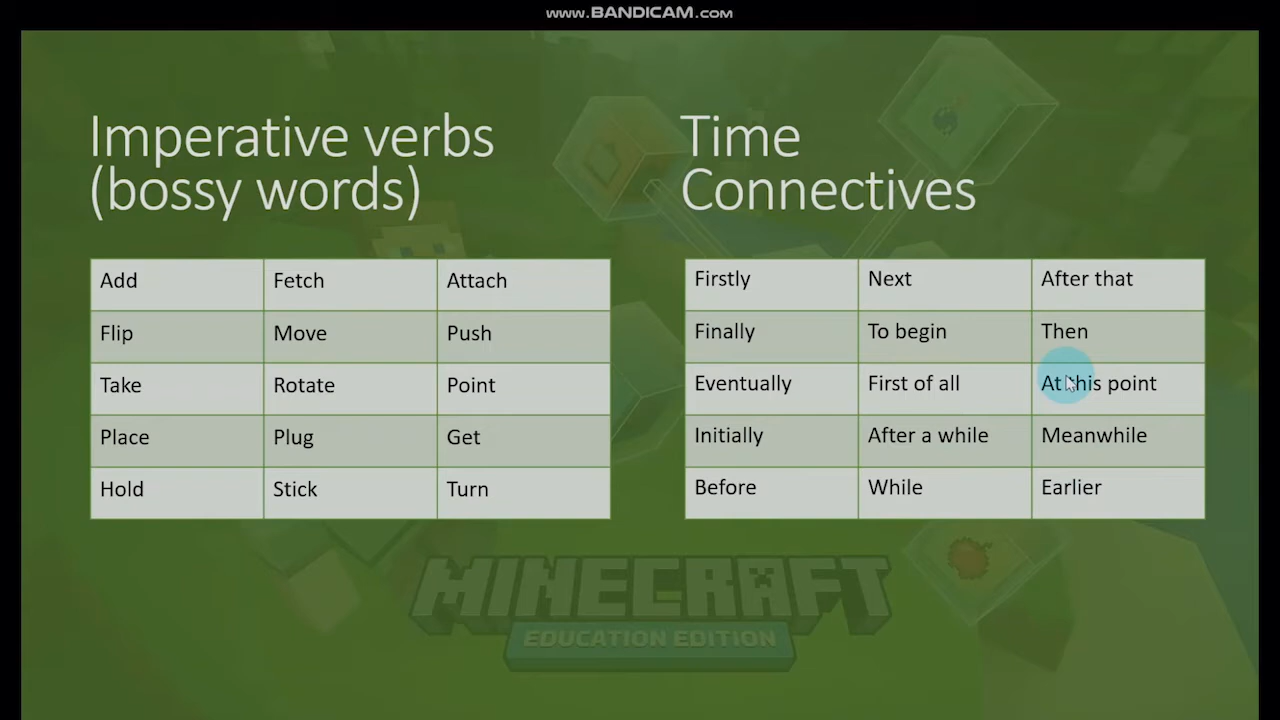 www.BANDICAM.com
Imperative verbs
(bossy words)
Add Fetch Attach
Flip Move Push
Take Rotate Point
Place Plug Get
Hold Stick Turn
Time
Connectives
Firstly Next After that
Finally To begin Then
Eventually First of all At this point
Initially After a while Meanwhile
Before While Earlier
MINECRAFT
EDUCATION EDITION